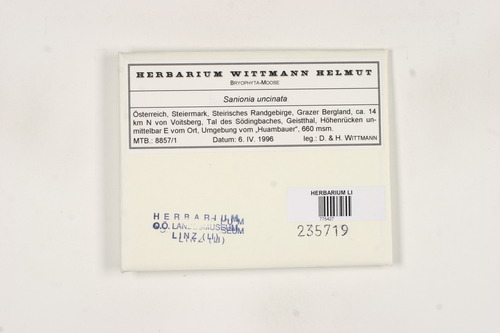 HERBARIUM WITTMANN HELMUT
BRYOPHYTA-MOOSE
Sanionia uncinata
Österreich, Steiermark, Steirisches Randgebirge, Grazer Bergland, ca. 14
km N von Voitsberg, Tal des Södingbaches, Geistthal, Höhenrücken un-
mittelbar E vom Ort, Umgebung vom „Huambauer", 660 msm.
MTB.: 8857/1 Datum: 6. IV. 1996 leg.: D. & H. WITTMANN
HERBARIUM LI
235719
HERBARIUM
O.Ö. LANDESMUSEUM
LINZ (LI)